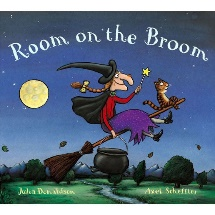 Room on the Broom
Julia Donaldson Axel Scheffler